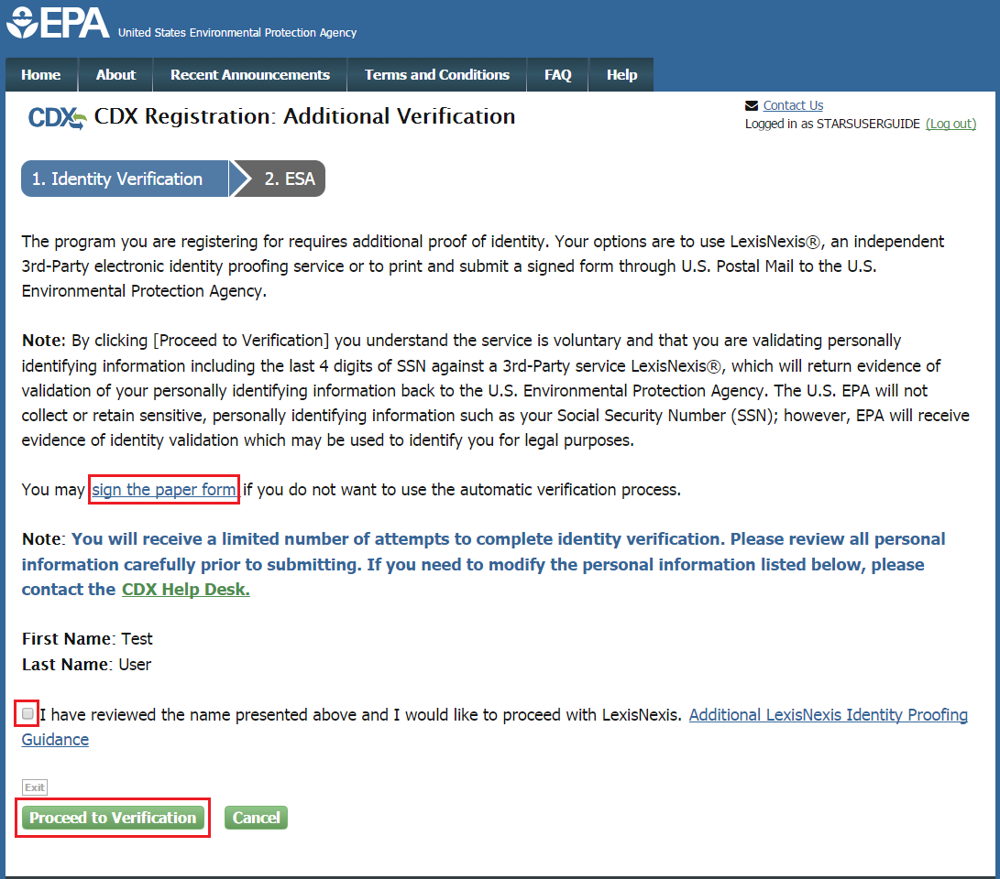 EPA United States Environmental Protection Agency
Home About Recent Announcements Terms and Conditions FAQ Help
CDX CDX Registration: Additional Verification
Contact Us
Logged in as STARSUSERGUIDE (Log out)
1. Identity Verification 2. ESA
The program you are registering for requires additional proof of identity. Your options are to use LexisNexis®, an independent
3rd-Party electronic identity proofing service or to print and submit a signed form through U.S. Postal Mail to the U.S.
Environmental Protection Agency.
Note: By clicking [Proceed to Verification] you understand the service is voluntary and that you are validating personally
identifying information including the last 4 digits of SSN against a 3rd-Party service LexisNexis®, which will return evidence of
validation of your personally identifying information back to the U.S. Environmental Protection Agency. The U.S. EPA will not
collect or retain sensitive, personally identifying information such as your Social Security Number (SSN); however, EPA will receive
evidence of identity validation which may be used to identify you for legal purposes.
You may sign the paper form if you do not want to use the automatic verification process.
Note: You will receive a limited number of attempts to complete identity verification. Please review all personal
information carefully prior to submitting. If you need to modify the personal information listed below, please
contact the CDX Help Desk.
First Name: Test
Last Name: User
I have reviewed the name presented above and I would like to proceed with LexisNexis. Additional LexisNexis Identity Proofing
Guidance
Exit
Proceed to Verification Cancel